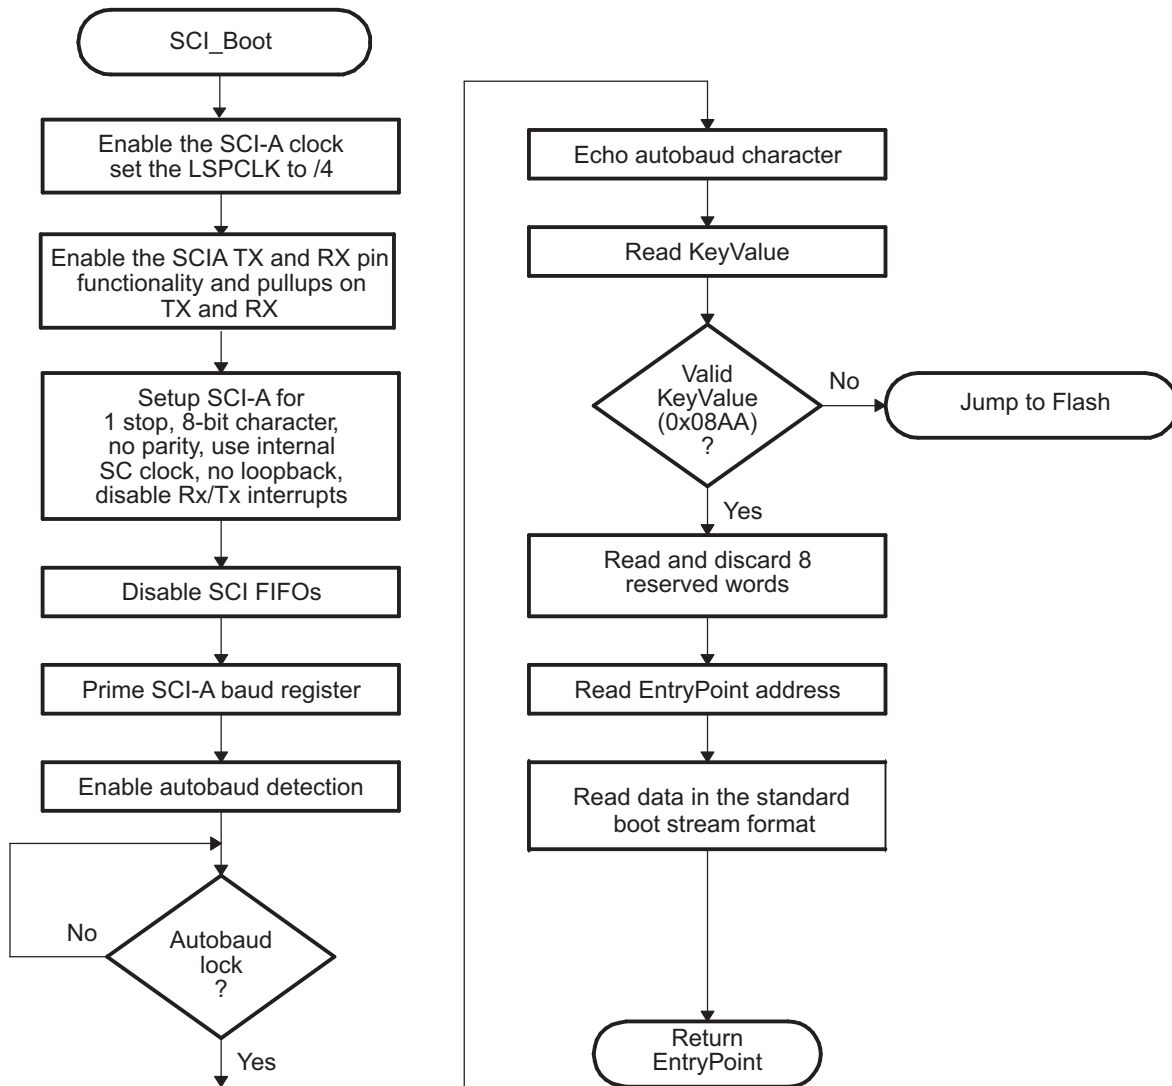 SCI_Boot
Enable the SCI-A clock
set the LSPCLK to /4
Enable the SCIA TX and RX pin
functionality and pullups on
TX and RX
Setup SCI-A for
1 stop, 8-bit character,
no parity, use internal
SC clock, no loopback,
disable Rx/Tx interrupts
Disable SCI FIFOs
Prime SCI-A baud register
Enable autobaud detection
No
Autobaud
lock
?
Yes
Echo autobaud character
Read KeyValue
Valid
KeyValue
(0x08AA)
?
No
Jump to Flash
Yes
Read and discard 8
reserved words
Read EntryPoint address
Read data in the standard
boot stream format
Return
EntryPoint